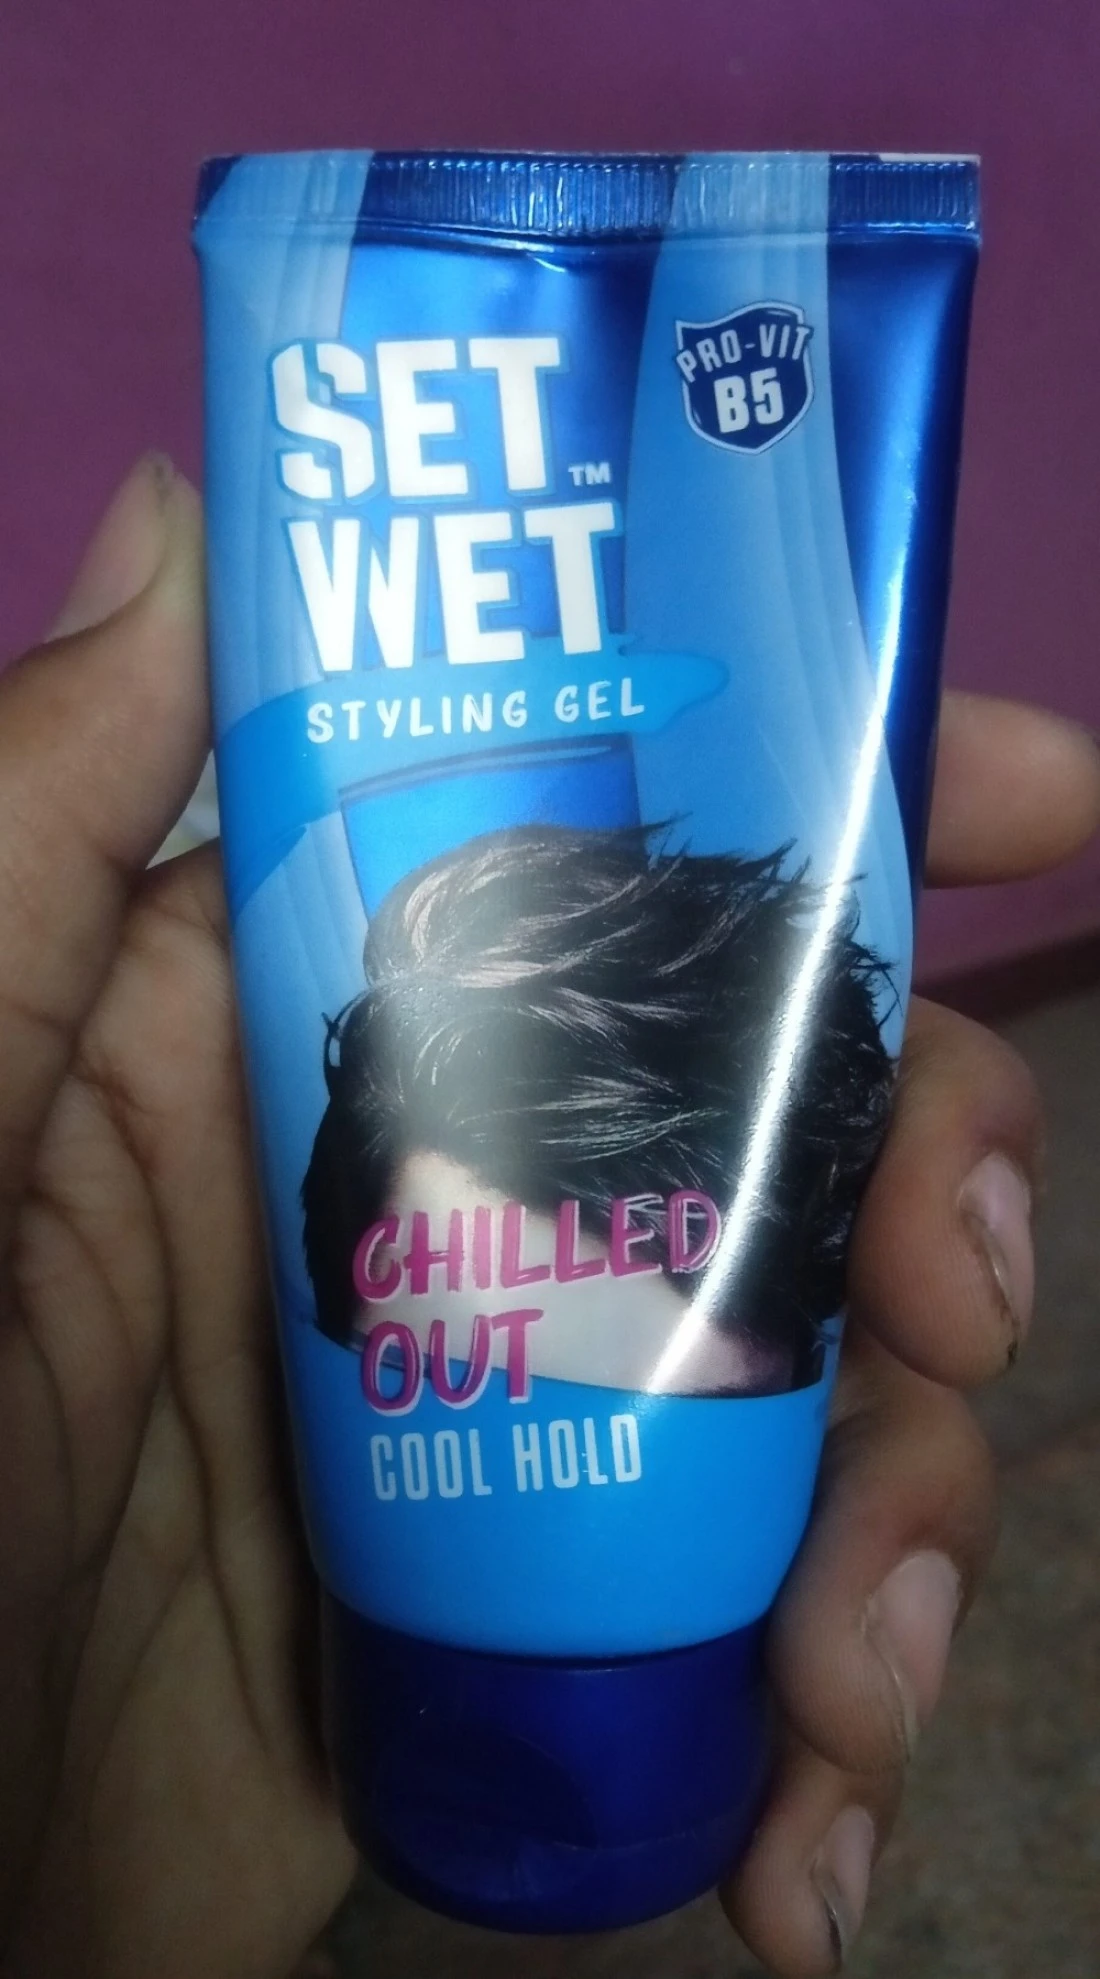 SET
WET
TM
STYLING GEL
PRO-VIT
B5
CHILLED
OUT
COOL HOLD